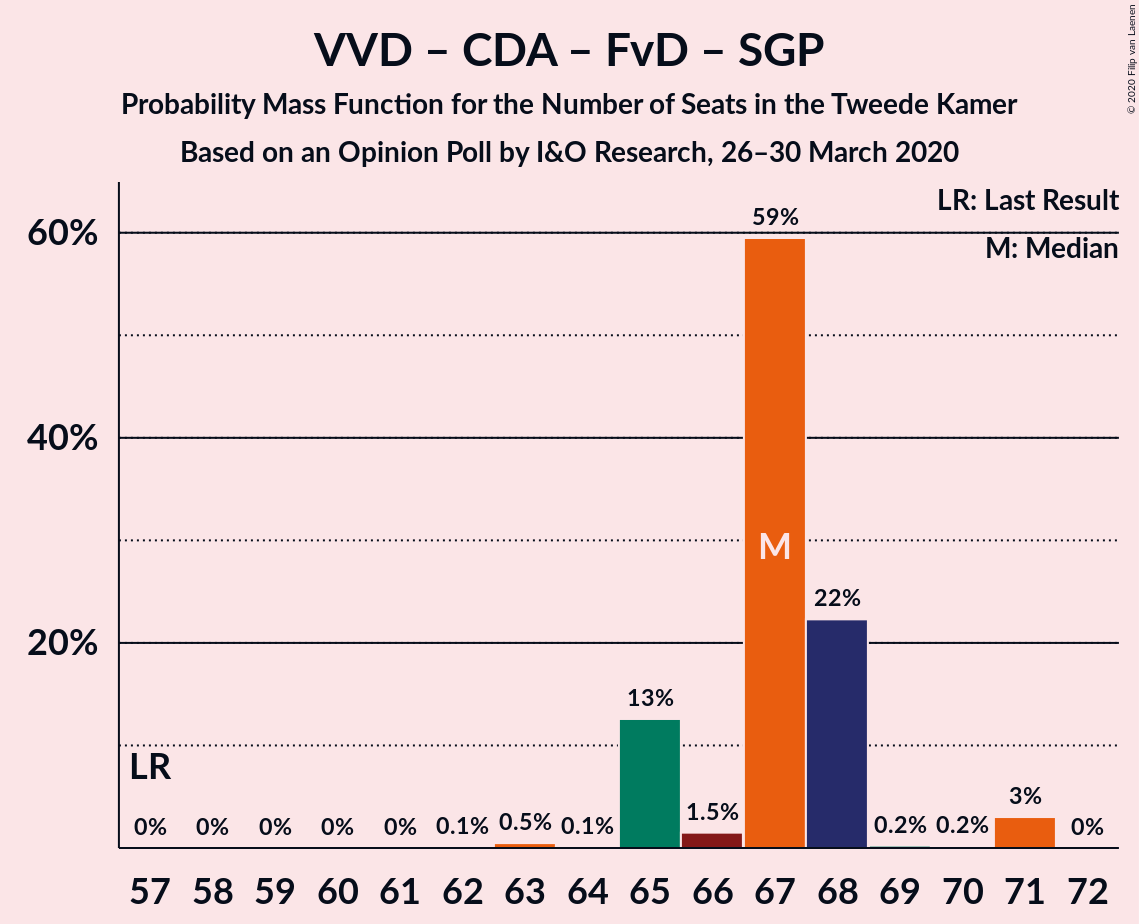 VVD – CDA – FvD – SGP
Probability Mass Function for the Number of Seats in the Tweede Kamer
Based on an Opinion Poll by I&O Research, 26–30 March 2020
© 2020 Filip van Laenen
LR: Last Result
M: Median
60%
40%
20%
59%
M
22%
13%
LR
0% 0% 0% 0% 0% 0.1% 0.5% 0.1% 1.5% 0.2% 0.2% 3% 0%
57 58 59 60 61 62 63 64 65 66 67 68 69 70 71 72